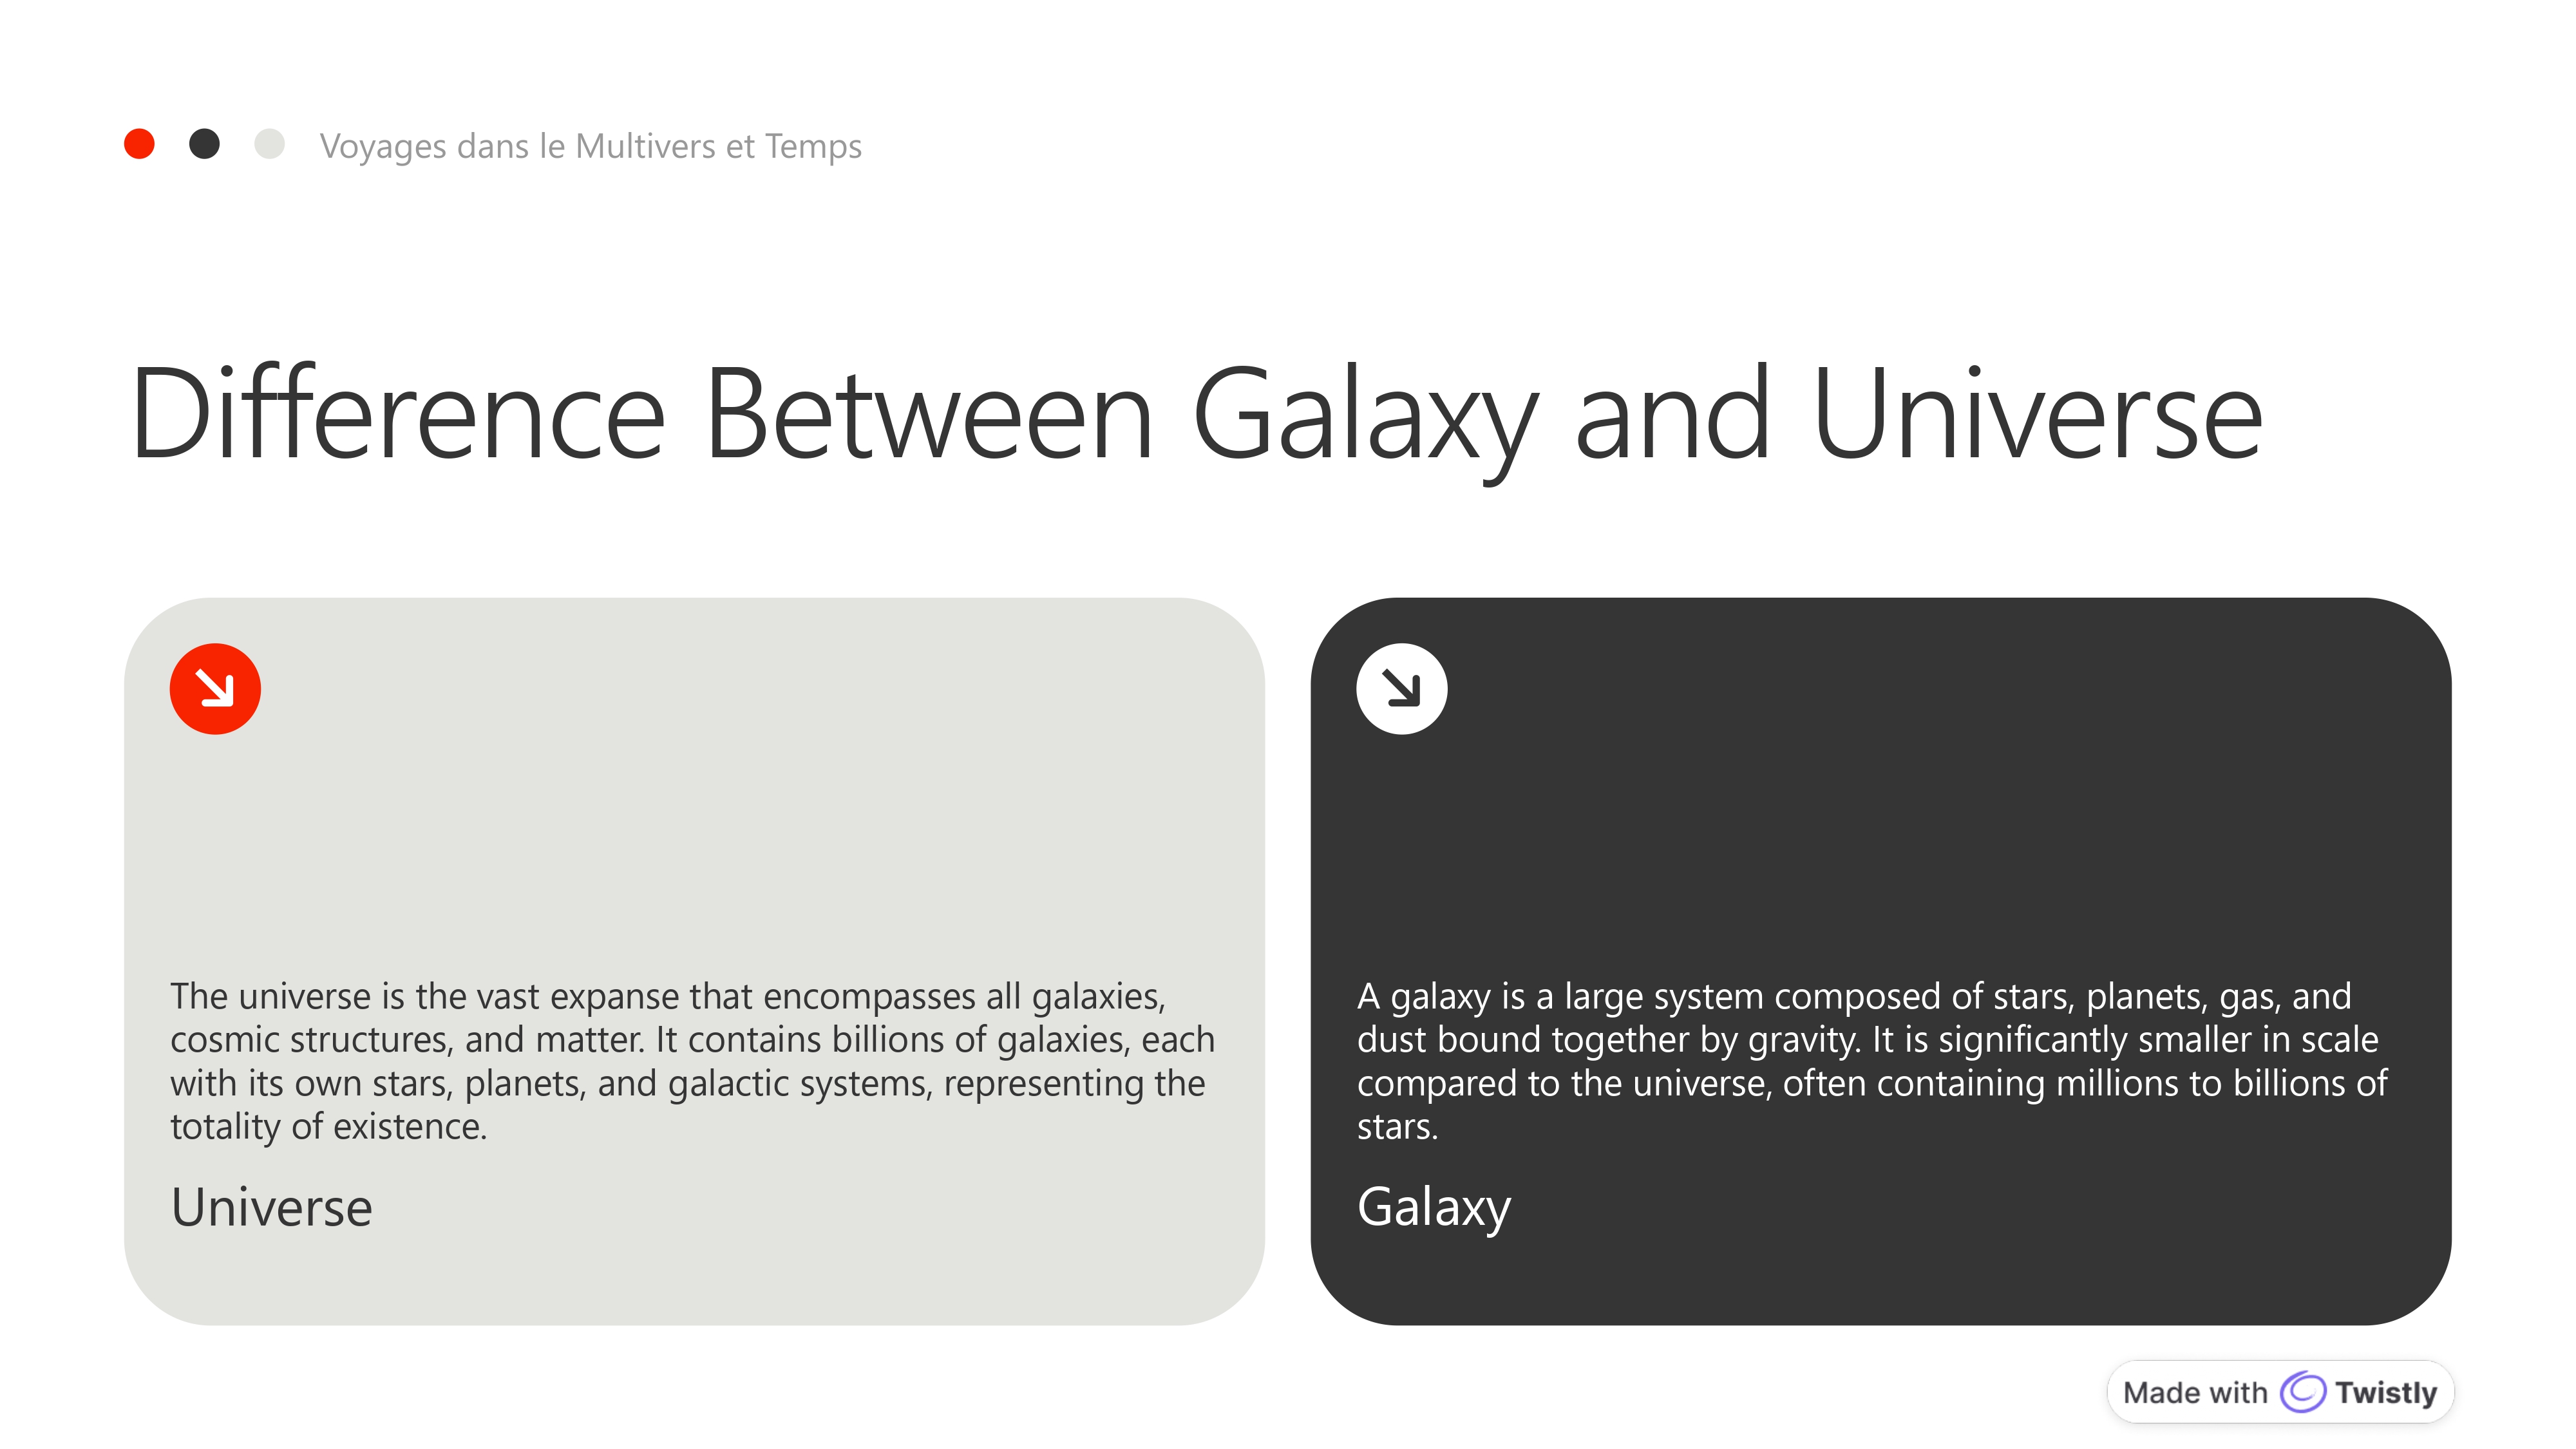 Voyages dans le Multivers et Temps
Difference Between Galaxy and Universe
The universe is the vast expanse that encompasses all galaxies,
cosmic structures, and matter. It contains billions of galaxies, each
with its own stars, planets, and galactic systems, representing the
totality of existence.
Universe
A galaxy is a large system composed of stars, planets, gas, and
dust bound together by gravity. It is significantly smaller in scale
compared to the universe, often containing millions to billions of
stars.
Galaxy
Made with Twistly